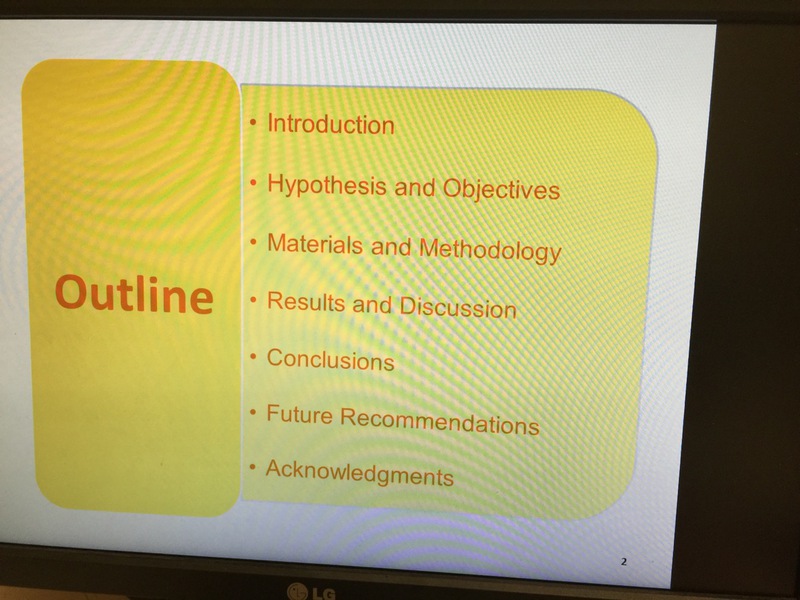 Outline
• Introduction
• Hypothesis and Objectives
• Materials and Methodology
• Results and Discussion
• Conclusions
• Future Recommendations
• Acknowledgments
2
LG